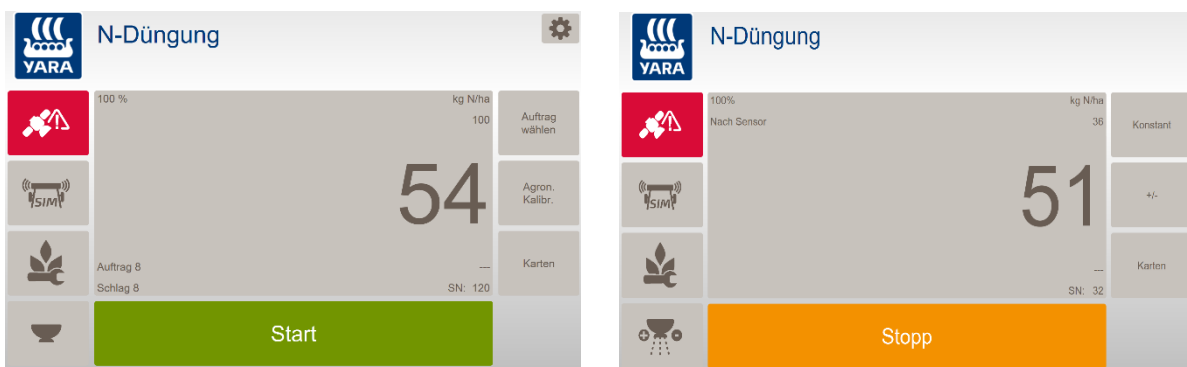 YARA
N-Düngung
100 %
kg N/ha
100
Auftrag
wählen
SIM
54
Agron.
Kalibr.
Auftrag 8
---
Karten
Schlag 8
SN: 120
Start
YARA
N-Düngung
100%
kg N/ha
Nach Sensor
36
Konstant
SIM
51
+/-
---
Karten
SN: 32
Stopp